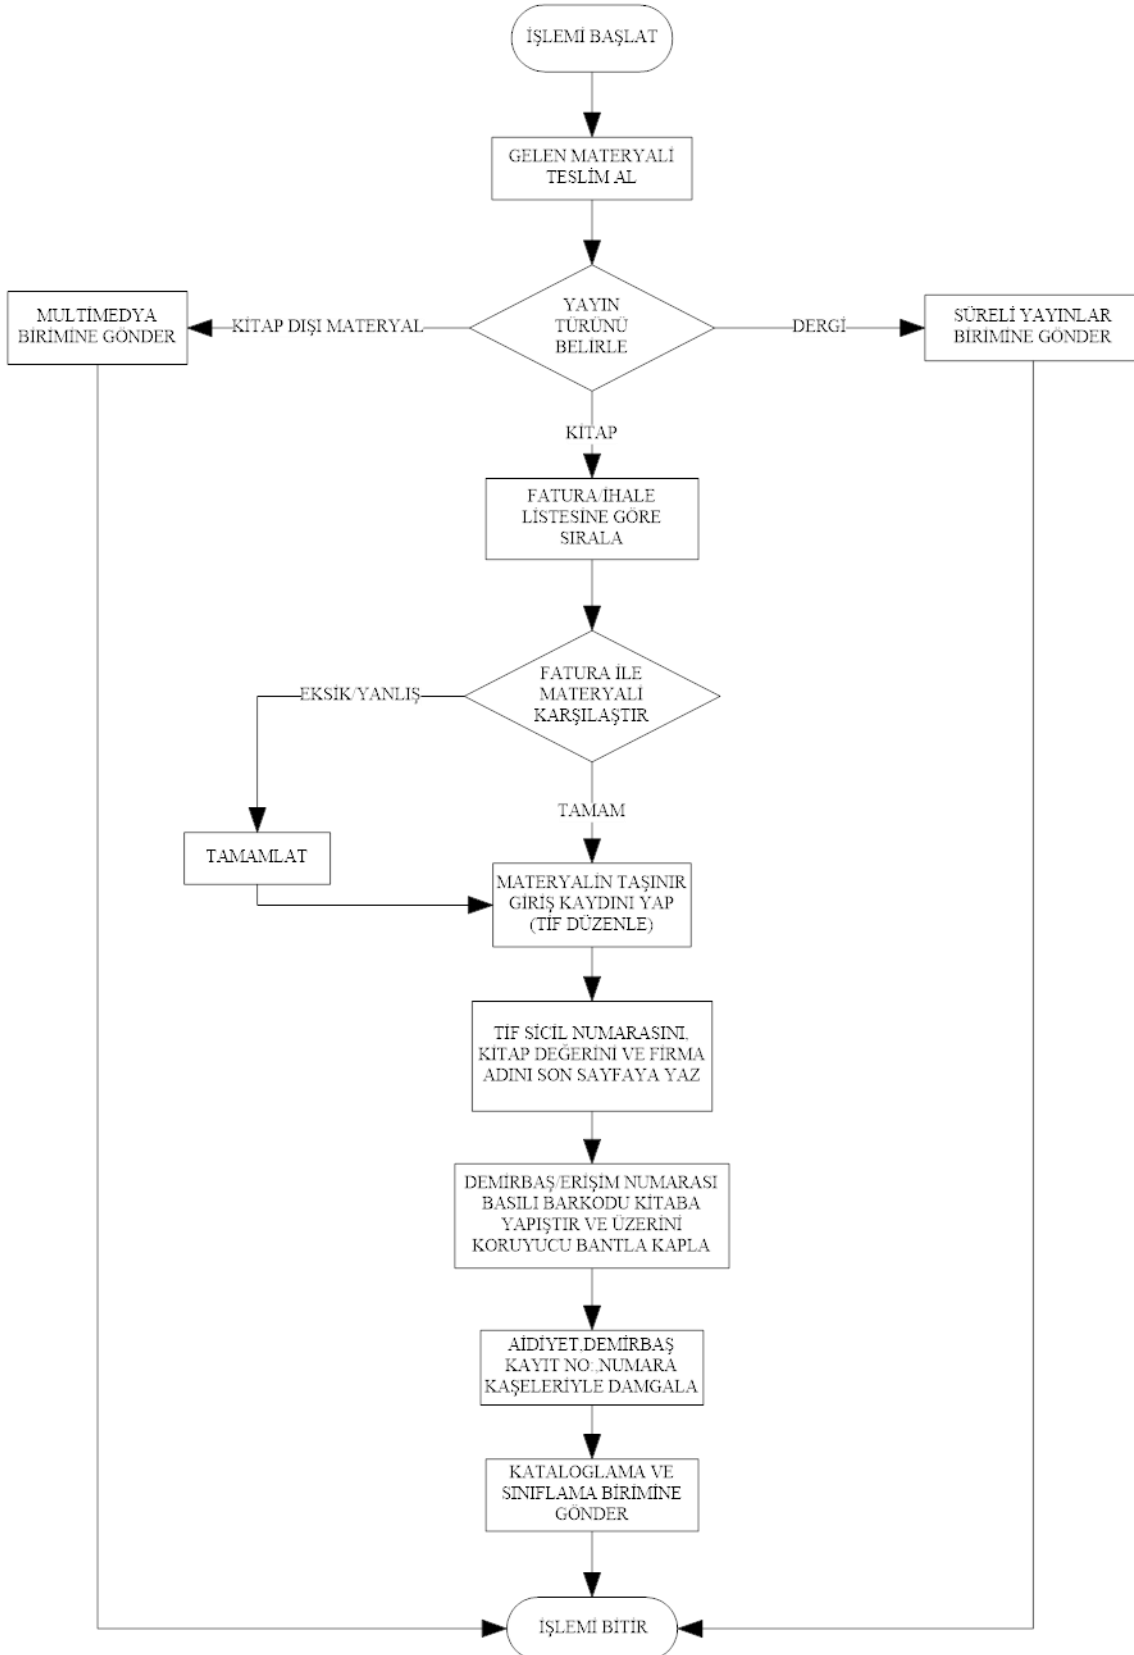 İŞLEMİ BAŞLAT
GELEN MATERYALİ
TESLİM AL
YAYIN
TÜRÜNÜ
BELİRLE
KİTAP DIŞI MATERYAL
MULTİMEDYA
BİRİMİNE GÖNDER
DERGİ
SÜRELİ YAYINLAR
BİRİMİNE GÖNDER
KİTAP
FATURA/İHALE
LİSTESİNE GÖRE
SIRALA
FATURA İLE
MATERYALİ
KARŞILAŞTIR
EKSİK/YANLIŞ
TAMAM
TAMAMLAT
MATERYALİN TAŞINIR
GİRİŞ KAYDINI YAP
(TİF DÜZENLE)
TİF SİCİL NUMARASINI,
KİTAP DEĞERİNİ VE FİRMA
ADINI SON SAYFAYA YAZ
DEMİRBAŞ/ERİŞİM NUMARASI
BASILI BARKODU KİTABA
YAPIŞTIR VE ÜZERİNİ
KORUYUCU BANTLA KAPLA
AİDİYET,DEMİRBAŞ
KAYIT NO:,NUMARA
KAŞELERİYLE DAMGALA
KATALOGLAMA VE
SINIFLAMA BİRİMİNE
GÖNDER
İŞLEMİ BİTİR